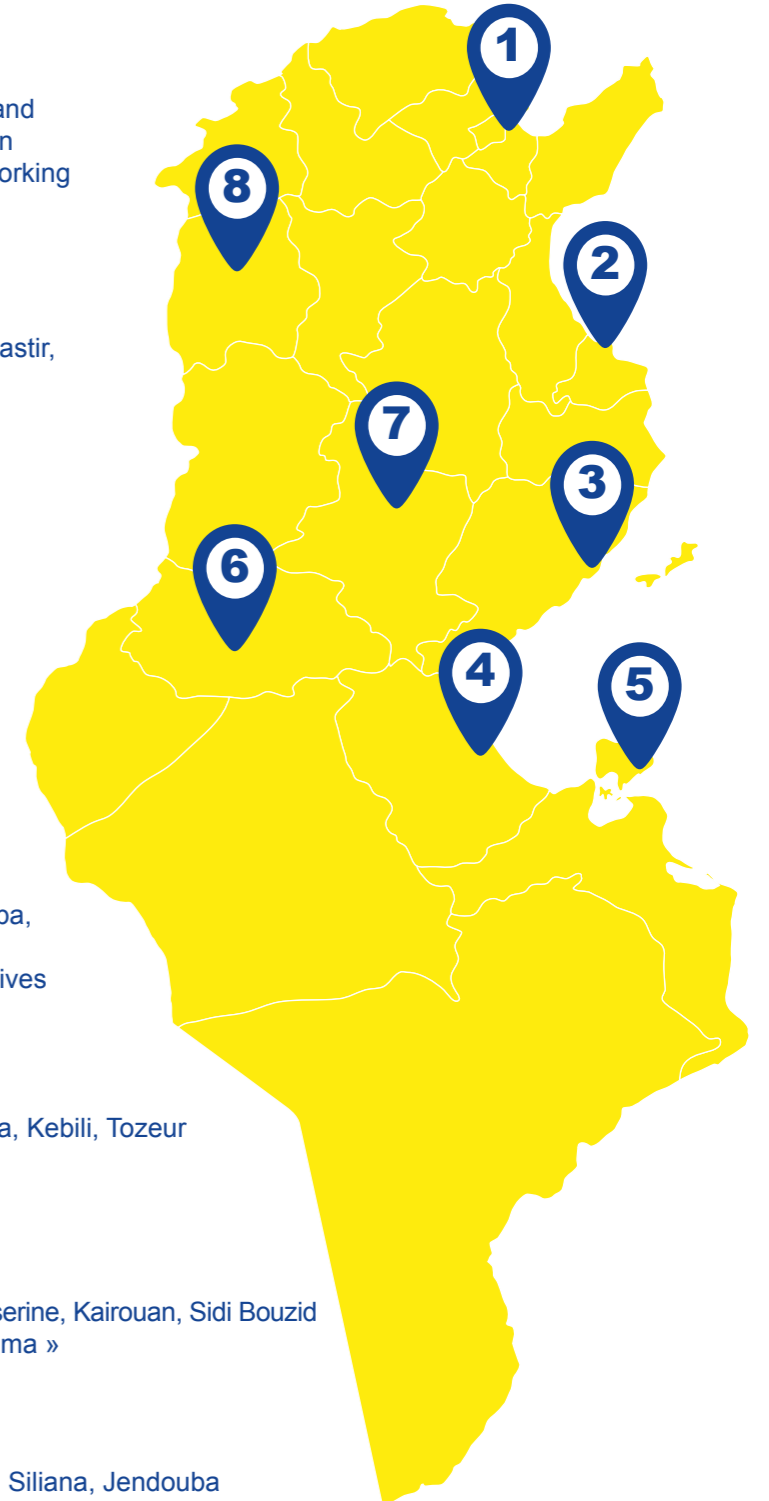 1
and
n
orking
8
2
astir,
7
3
6
4
5
ba,
ives
a, Kebili, Tozeur
serine, Kairouan, Sidi Bouzid
ma »
Siliana, Jendouba